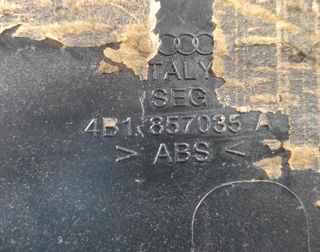 ITALY
SEG
4B1 857035 A
> ABS <